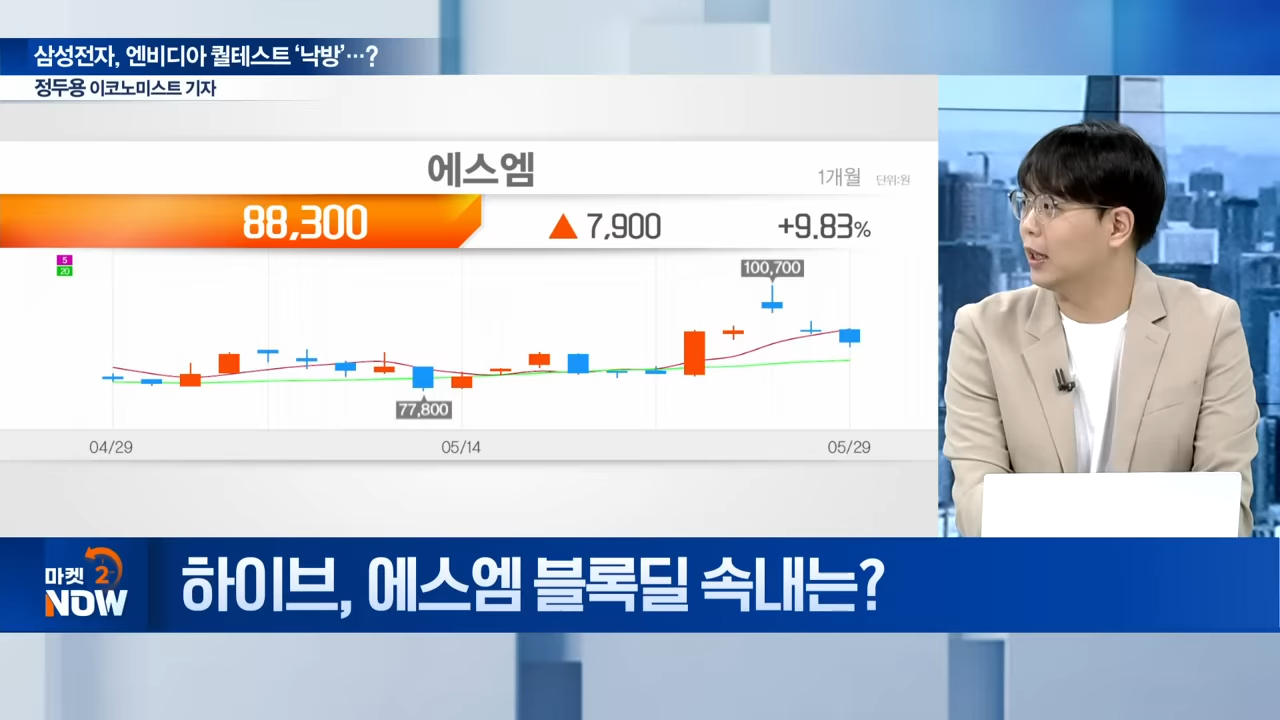 삼성전자, 엔비디아 퀄테스트 ‘낙방’…?
정두용 이코노미스트 기자
에스엠
1개월 단위:원
88,300 ▲ 7,900 +9.83%
5
20
100,700
77,800
04/29 05/14 05/29
마켓 2
NOW
하이브, 에스엠 블록딜 속내는?